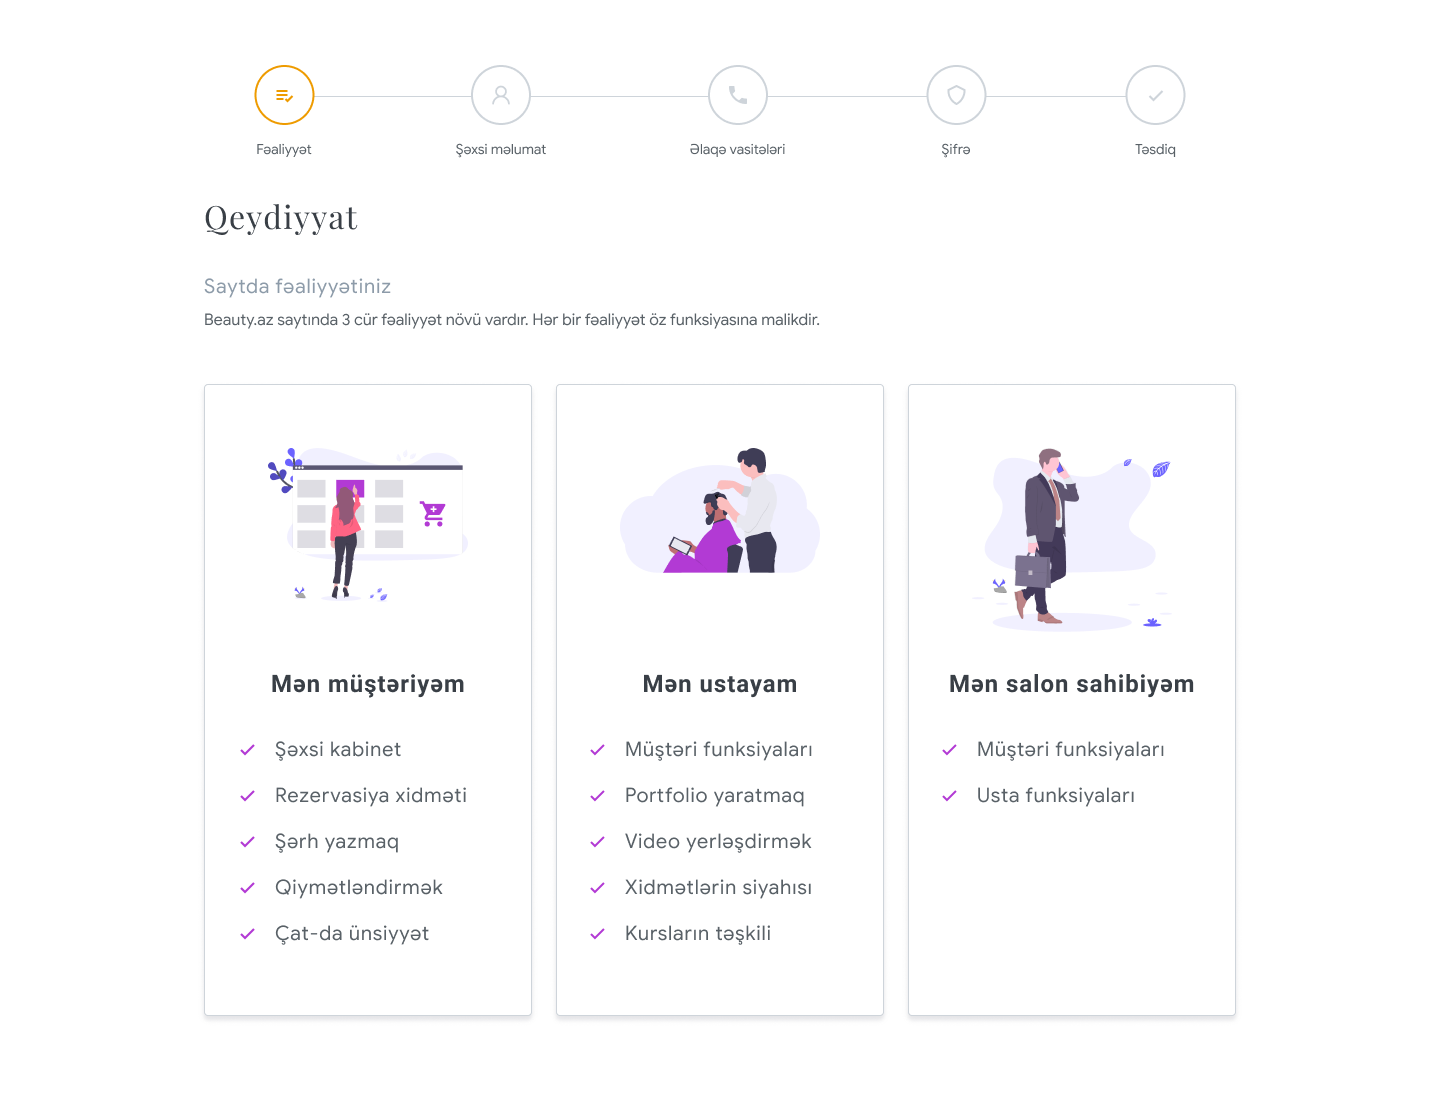 Fəaliyyət
Şəxsi məlumat
Əlaqə vasitələri
Şifrə
Təsdiq
Qeydiyyat
Saytda fəaliyyətiniz
Beauty.az saytında 3 cür fəaliyyət növü vardır. Hər bir fəaliyyət öz funksiyasına malikdir.
Mən müştəriyəm
Şəxsi kabinet
Rezervasiya xidməti
Şərh yazmaq
Qiymətləndirmək
Çat-da ünsiyyət
Mən ustayam
Müştəri funksiyaları
Portfolio yaratmaq
Video yerləşdirmək
Xidmətlərin siyahısı
Kursların təşkili
Mən salon sahibiyəm
Müştəri funksiyaları
Usta funksiyaları